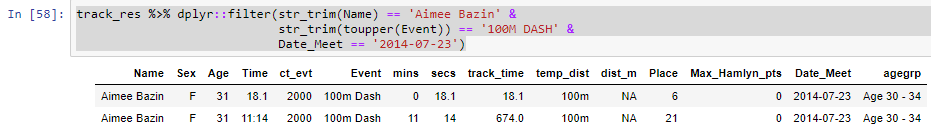 In [58]: track_res %>% dplyr::filter(str_trim(Name) == 'Aimee Bazin' &
str_trim(toupper(Event)) == '100M DASH' &
Date_Meet == '2014-07-23')
Name Sex Age Time ct_evt Event mins secs track_time temp_dist dist_m Place Max_Hamlyn_pts Date_Meet agegrp
Aimee Bazin F 31 18.1 2000 100m Dash 0 18.1 18.1 100m NA 6 0 2014-07-23 Age 30 - 34
Aimee Bazin F 31 11:14 2000 100m Dash 11 14 674.0 100m NA 21 0 2014-07-23 Age 30 - 34